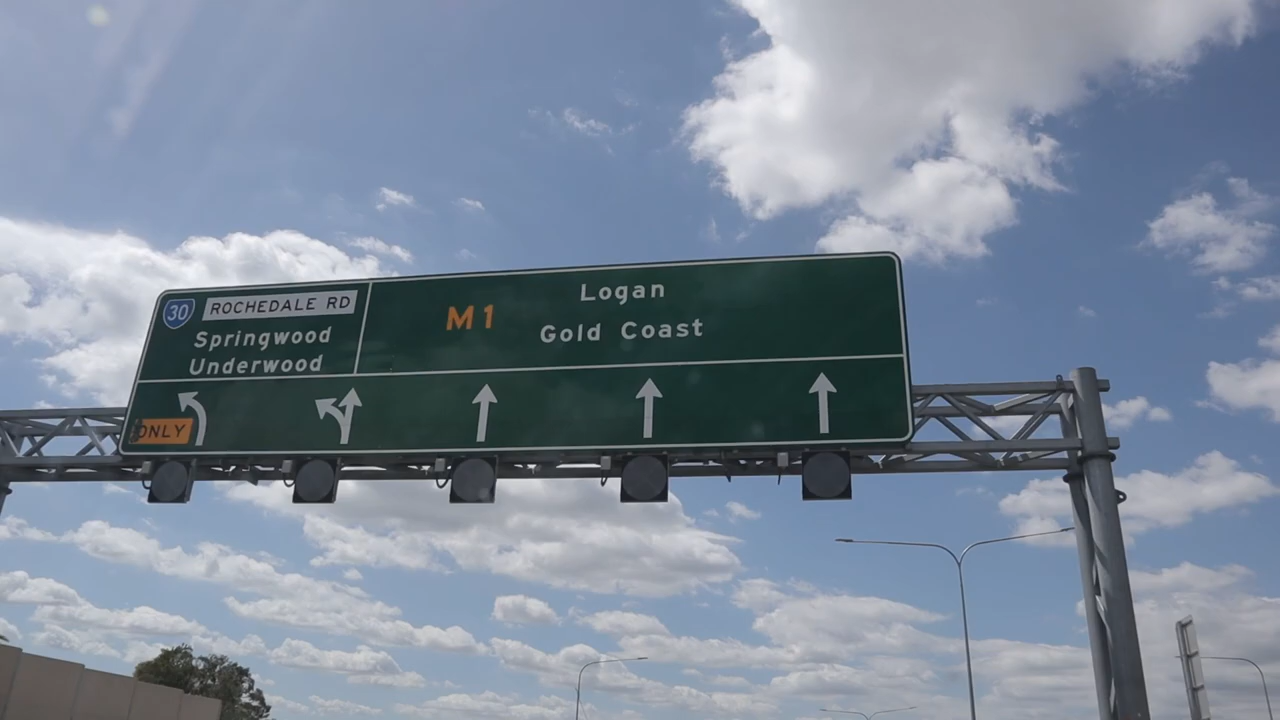 30 ROCHEDALE RD
Springwood
Underwood
M1
Logan
Gold Coast
ONLY